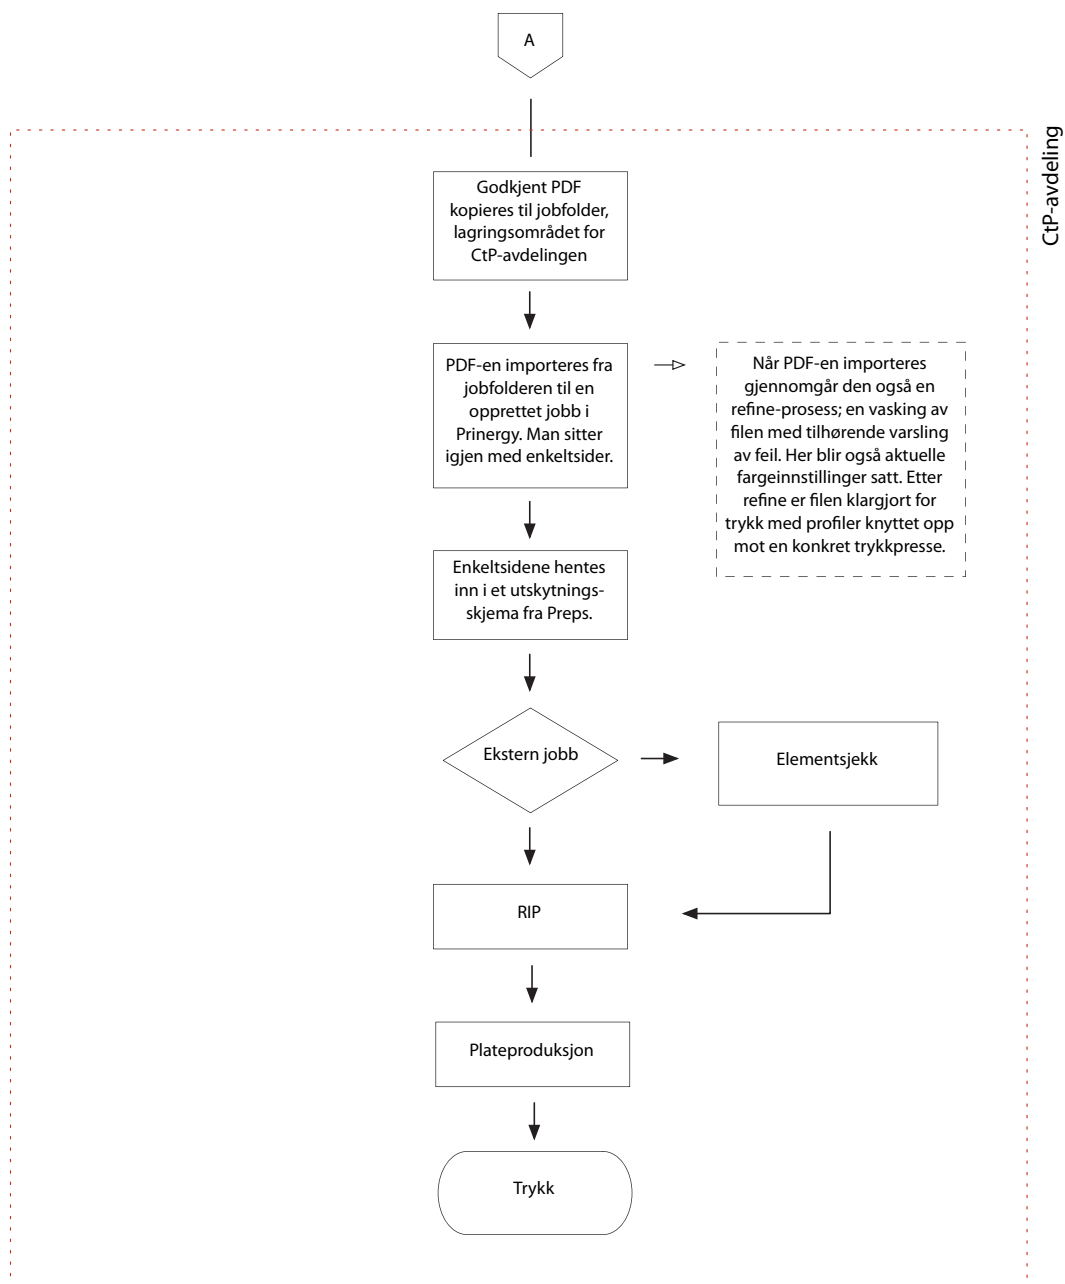 A
CtP-avdeling
Godkjent PDF
kopieres til jobfolder,
lagringsområdet for
CtP-avdelingen
PDF-en importeres fra
jobfolderen til en
opprettet jobb i
Prinergy. Man sitter
igjen med enkeltsider.
Når PDF-en importeres
gjennomgår den også en
refine-prosess; en vasking av
filen med tilhørende varsling
av feil. Her blir også aktuelle
fargeinnstillinger satt. Etter
refine er filen klargjort for
trykk med profiler knyttet opp
mot en konkret trykkpresse.
Enkeltsidene hentes
inn i et utskytnings-
skjema fra Preps.
Ekstern jobb
Elementsjekk
RIP
Plateproduksjon
Trykk